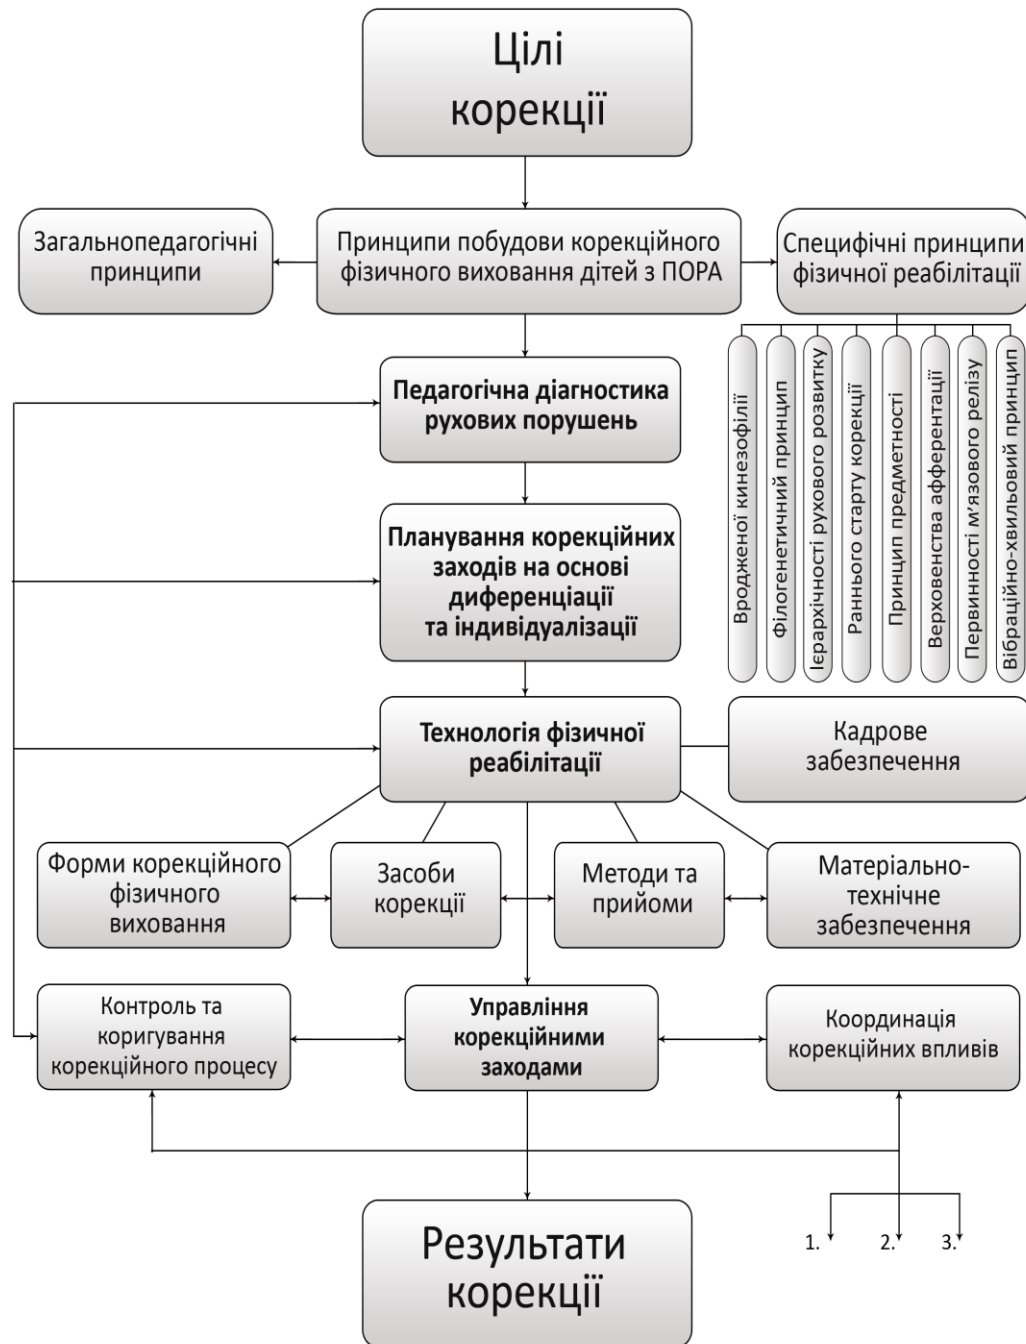 Цілі
корекції
Загальнопедагогічні
принципи
Принципи побудови корекційного
фізичного виховання дітей з ПОРА
Специфічні принципи
фізичної реабілітації
Вродженої кинезофілії
Філогенетичний принцип
Ієрархічності рухового розвитку
Раннього старту корекції
Принцип предметності
Верховенства афферентації
Первинності м'язового релізу
Вібраційно-хвильовий принцип
Педагогічна діагностика
рухових порушень
Планування корекційних
заходів на основі
диференціації
та індивідуалізації
Технологія фізичної
реабілітації
Кадрове
забезпечення
Форми корекційного
фізичного
виховання
Засоби
корекції
Методи та
прийоми
Матеріально-
технічне
забезпечення
Контроль та
коригування
корекційного процесу
Управління
корекційними
заходами
Координація
корекційних впливів
1.
2.
3.
Результати
корекції